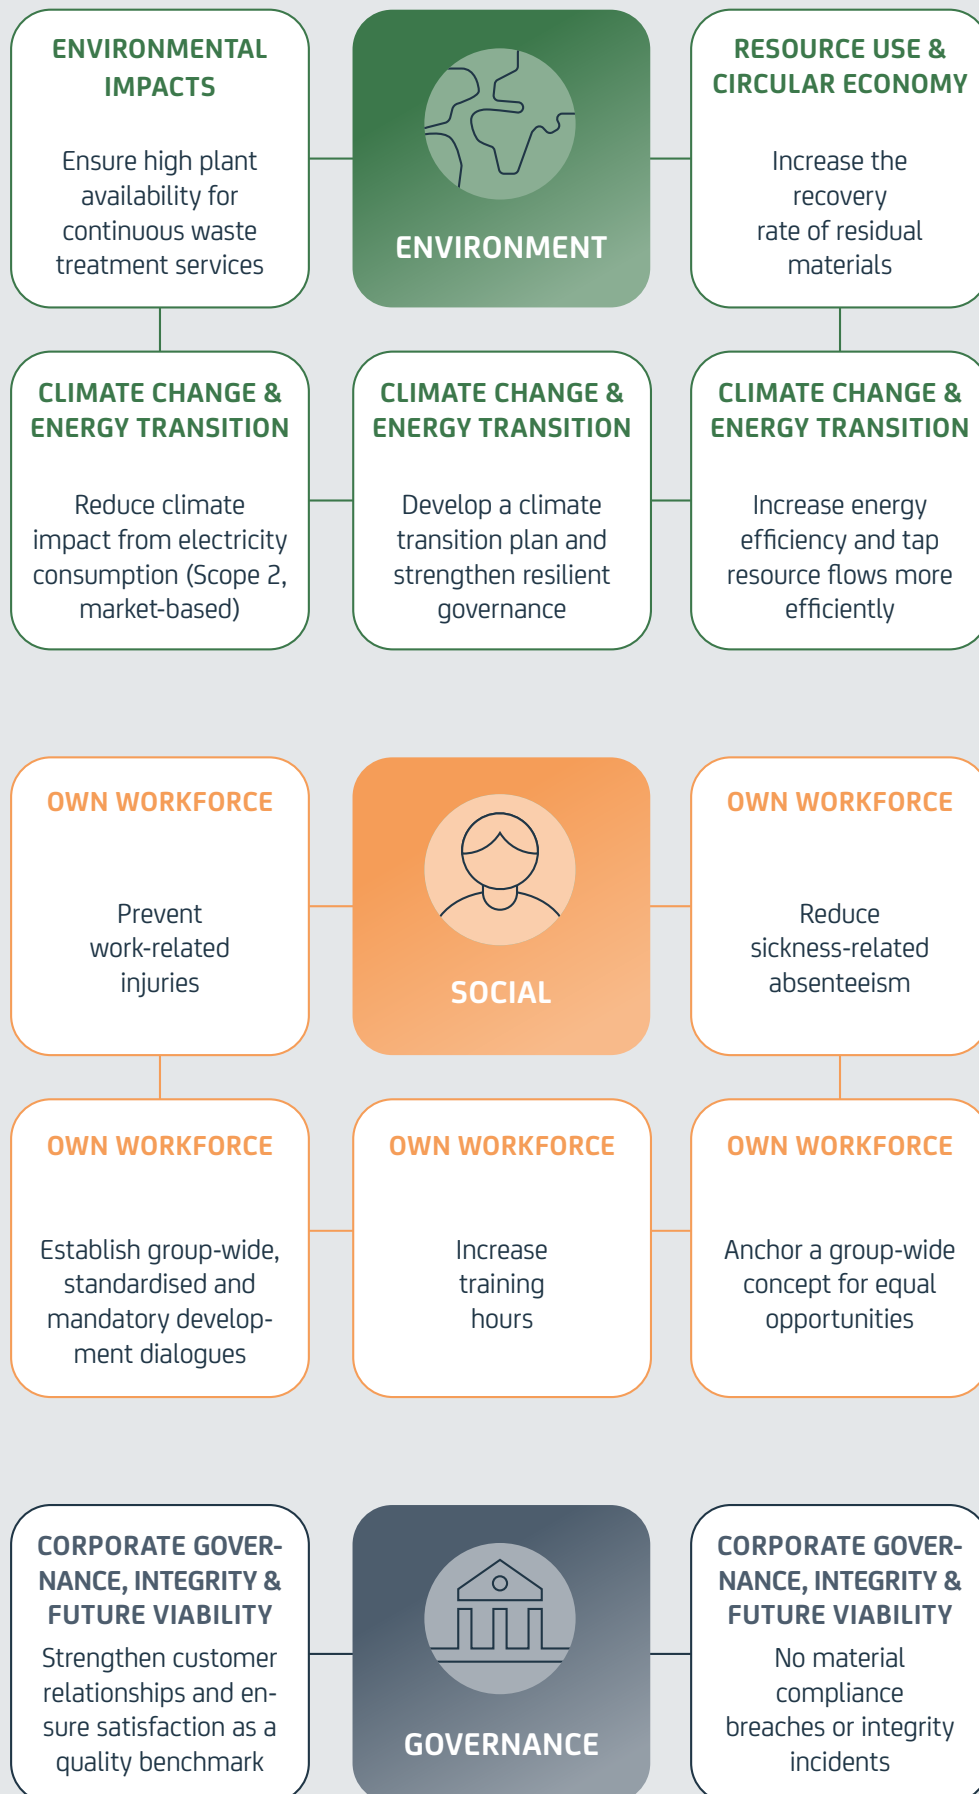 ENVIRONMENTAL
IMPACTS
Ensure high plant
availability for
continuous waste
treatment services
ENVIRONMENT
RESOURCE USE &
CIRCULAR ECONOMY
Increase the
recovery
rate of residual
materials
CLIMATE CHANGE &
ENERGY TRANSITION
Reduce climate
impact from electricity
consumption (Scope 2,
market-based)
CLIMATE CHANGE &
ENERGY TRANSITION
Develop a climate
transition plan and
strengthen resilient
governance
CLIMATE CHANGE &
ENERGY TRANSITION
Increase energy
efficiency and tap
resource flows more
efficiently
OWN WORKFORCE
Prevent
work-related
injuries
SOCIAL
OWN WORKFORCE
Reduce
sickness-related
absenteeism
OWN WORKFORCE
Establish group-wide,
standardised and
mandatory develop-
ment dialogues
OWN WORKFORCE
Increase
training
hours
OWN WORKFORCE
Anchor a group-wide
concept for equal
opportunities
CORPORATE GOVER-
NANCE, INTEGRITY &
FUTURE VIABILITY
Strengthen customer
relationships and en-
sure satisfaction as a
quality benchmark
GOVERNANCE
CORPORATE GOVER-
NANCE, INTEGRITY &
FUTURE VIABILITY
No material
compliance
breaches or integrity
incidents